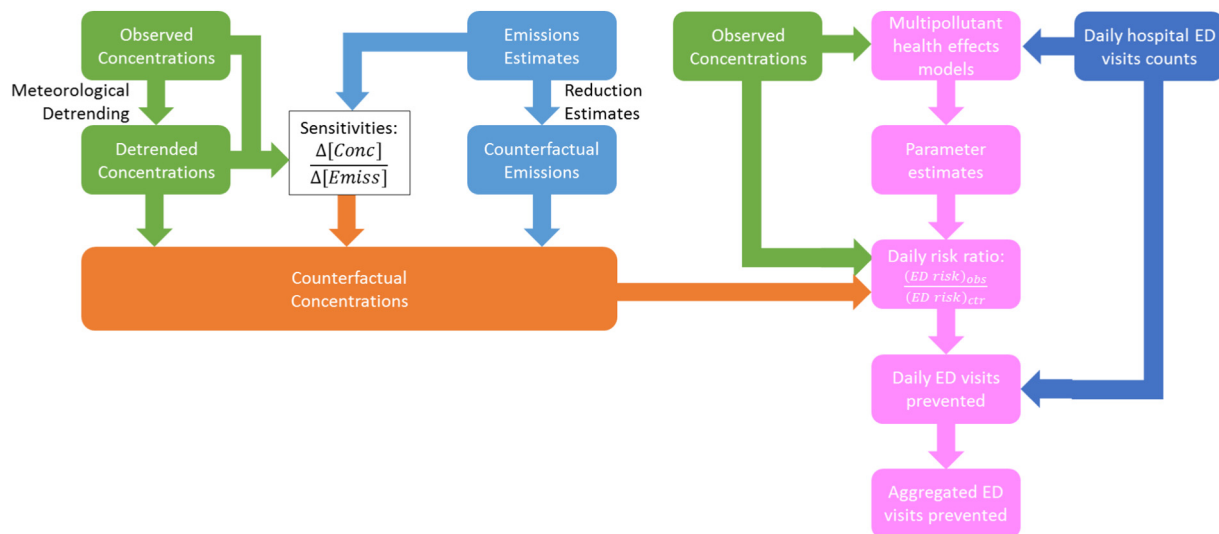 Observed
Concentrations
Meteorological
Detrending
Detrended
Concentrations
Sensitivities:
Δ[Conc]
Δ[Emiss]
Emissions
Estimates
Reduction
Estimates
Counterfactual
Emissions
Counterfactual
Concentrations
Observed
Concentrations
Multipollutant
health effects
models
Daily hospital ED
visits counts
Parameter
estimates
Daily risk ratio:
(ED risk)obs
(ED risk)ctr
Daily ED visits
prevented
Aggregated ED
visits prevented